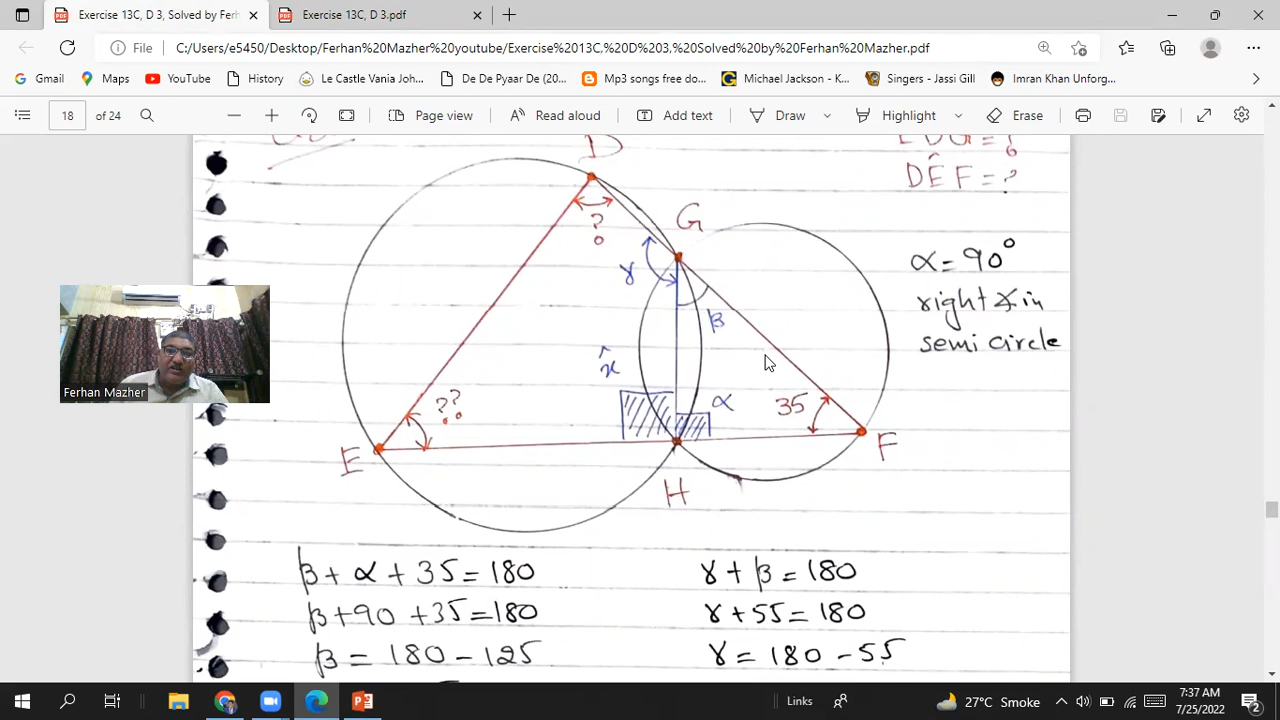 Exercise 13C, D 3, Solved by Ferh
Exercise 13C, D 3.pdf
File
C:/Users/e5450/Desktop/Ferhan%20Mazher%20youtube/Exercise%2013C,%20D%203,%20Solved%20by%20Ferhan%20Mazher.pdf
Gmail
Maps
YouTube
History
Le Castle Vania Joh...
De De Pyaar De (20...
Mp3 songs free do...
Michael Jackson - K...
Singers - Jassi Gill
Imran Khan Unforg...
18 of 24
Page view
Read aloud
Add text
Draw
Highlight
Erase
D
EDG = ?
DÊF = ?
?
G
γ
β
α = 90°
right ∡ in
semi circle
x̂
α
35
??
E
F
H
Ferhan Mazher
β + α + 35 = 180
γ + β = 180
β + 90 + 35 = 180
γ + 55 = 180
β = 180 - 125
γ = 180 - 55
Links
27°C Smoke
7:37 AM
7/25/2022
2